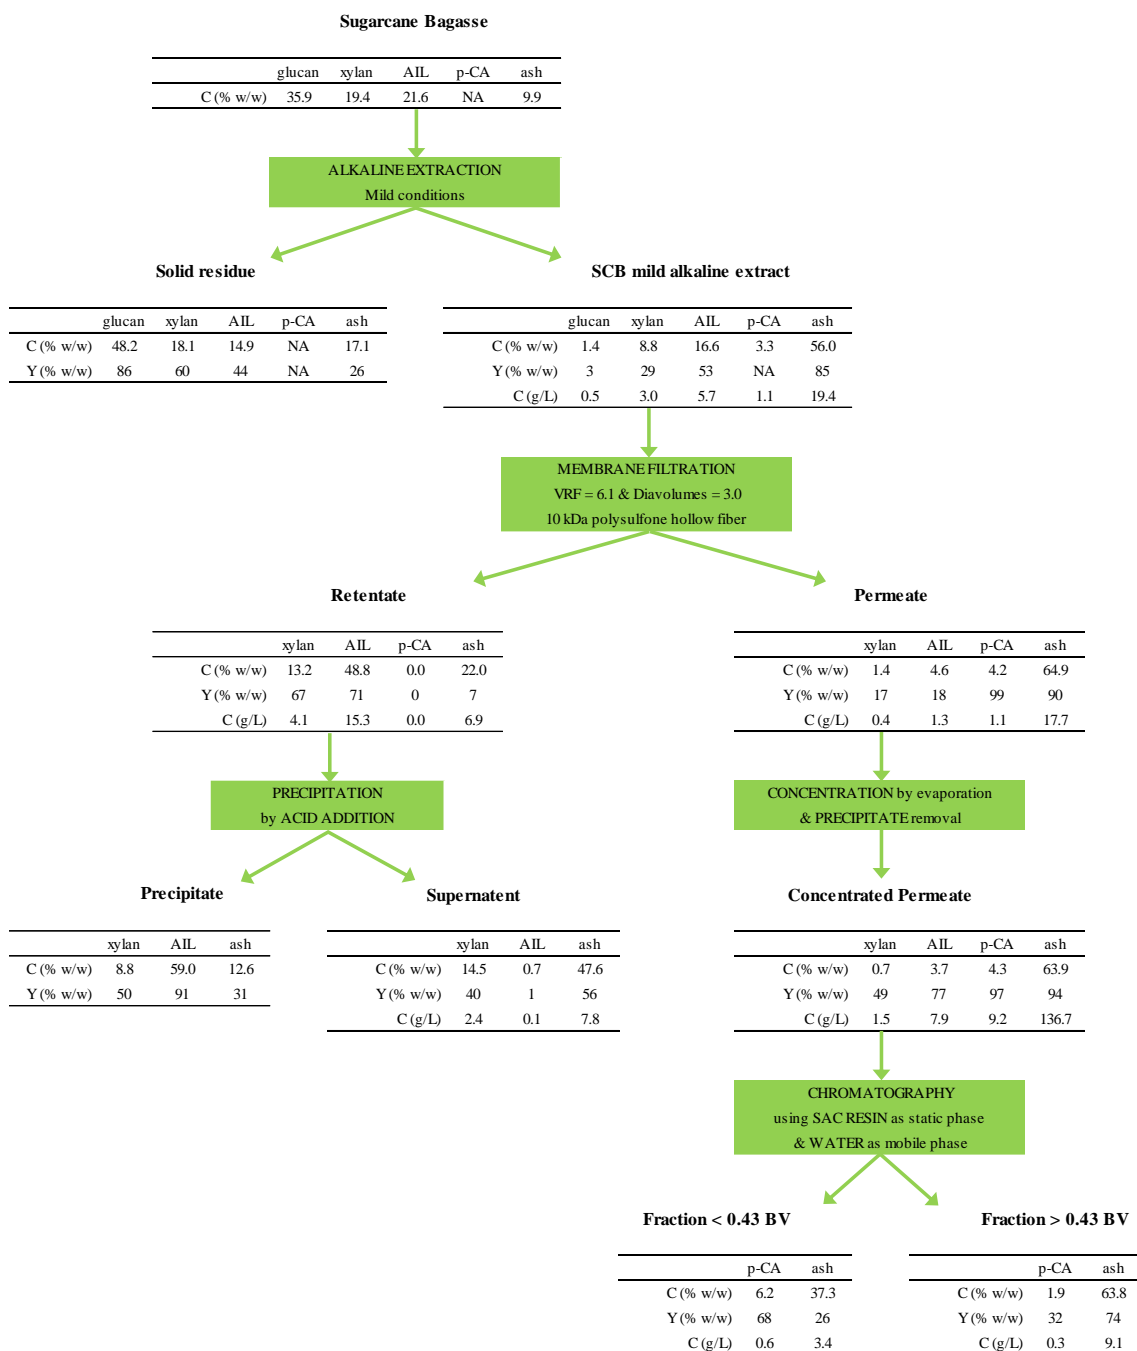 Sugarcane Bagasse
glucan xylan AIL p-CA ash
C (% w/w) 35.9 19.4 21.6 NA 9.9
ALKALINE EXTRACTION
Mild conditions
Solid residue
glucan xylan AIL p-CA ash
C (% w/w) 48.2 18.1 14.9 NA 17.1
Y (% w/w) 86 60 44 NA 26
SCB mild alkaline extract
glucan xylan AIL p-CA ash
C (% w/w) 1.4 8.8 16.6 3.3 56.0
Y (% w/w) 3 29 53 NA 85
C (g/L) 0.5 3.0 5.7 1.1 19.4
MEMBRANE FILTRATION
VRF = 6.1 & Diavolumes = 3.0
10 kDa polysulfone hollow fiber
Retentate
xylan AIL p-CA ash
C (% w/w) 13.2 48.8 0.0 22.0
Y (% w/w) 67 71 0 7
C (g/L) 4.1 15.3 0.0 6.9
Permeate
xylan AIL p-CA ash
C (% w/w) 1.4 4.6 4.2 64.9
Y (% w/w) 17 18 99 90
C (g/L) 0.4 1.3 1.1 17.7
PRECIPITATION
by ACID ADDITION
CONCENTRATION by evaporation
& PRECIPITATE removal
Precipitate
xylan AIL ash
C (% w/w) 8.8 59.0 12.6
Y (% w/w) 50 91 31
Supernatent
xylan AIL ash
C (% w/w) 14.5 0.7 47.6
Y (% w/w) 40 1 56
C (g/L) 2.4 0.1 7.8
Concentrated Permeate
xylan AIL p-CA ash
C (% w/w) 0.7 3.7 4.3 63.9
Y (% w/w) 49 77 97 94
C (g/L) 1.5 7.9 9.2 136.7
CHROMATOGRAPHY
using SAC RESIN as static phase
& WATER as mobile phase
Fraction < 0.43 BV
p-CA ash
C (% w/w) 6.2 37.3
Y (% w/w) 68 26
C (g/L) 0.6 3.4
Fraction > 0.43 BV
p-CA ash
C (% w/w) 1.9 63.8
Y (% w/w) 32 74
C (g/L) 0.3 9.1